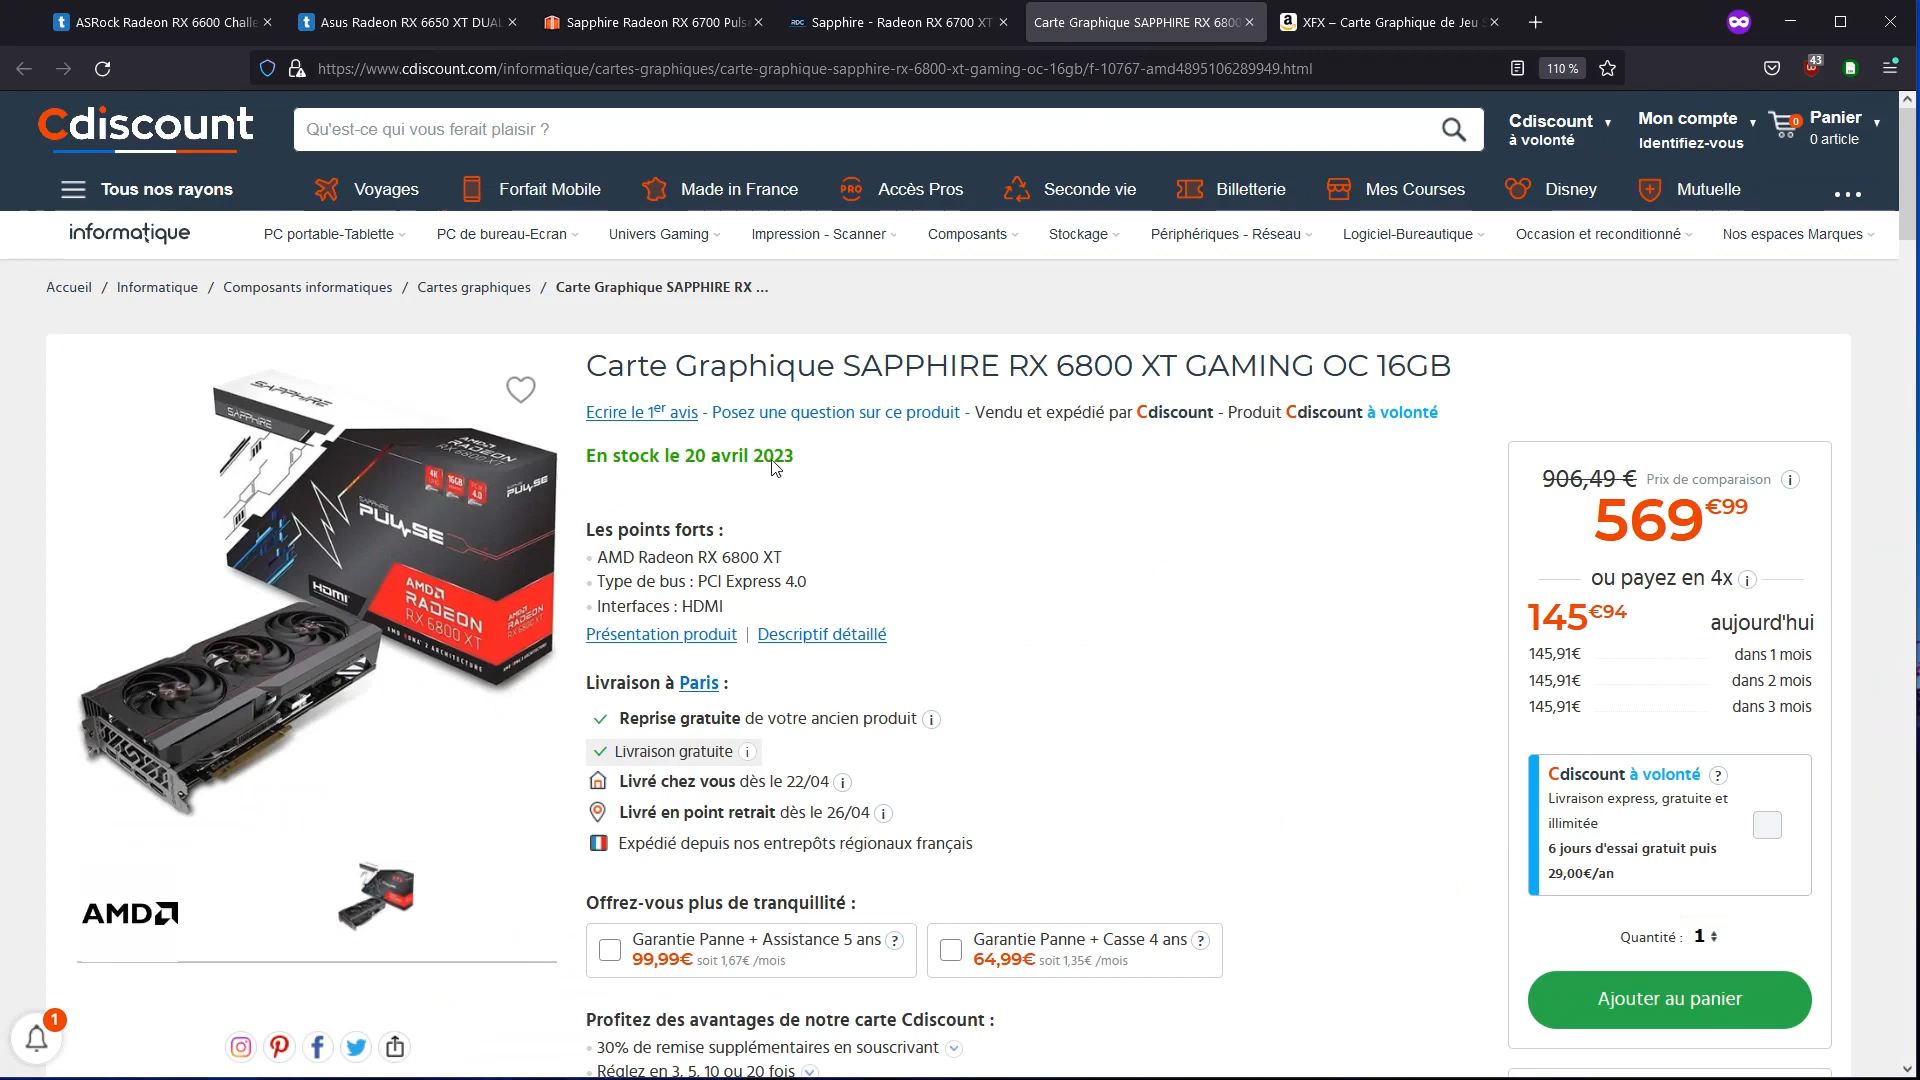 ASRock Radeon RX 6600 Challe
Asus Radeon RX 6650 XT DUAL
Sapphire Radeon RX 6700 Puls
Sapphire - Radeon RX 6700 XT
Carte Graphique SAPPHIRE RX 6800
XFX – Carte Graphique de Jeu S
https://www.cdiscount.com/informatique/cartes-graphiques/carte-graphique-sapphire-rx-6800-xt-gaming-oc-16gb/f-10767-amd4895106289949.html
110 %
43
Cdiscount
Qu'est-ce qui vous ferait plaisir ?
Cdiscount
à volonté
Mon compte
Identifiez-vous
0
Panier
0 article
Tous nos rayons
Voyages
Forfait Mobile
Made in France
PRO
Accès Pros
Seconde vie
Billetterie
Mes Courses
Disney
Mutuelle
informatique
PC portable-Tablette
PC de bureau-Ecran
Univers Gaming
Impression - Scanner
Composants
Stockage
Périphériques - Réseau
Logiciel-Bureautique
Occasion et reconditionné
Nos espaces Marques
Accueil / Informatique / Composants informatiques / Cartes graphiques / Carte Graphique SAPPHIRE RX ...
Carte Graphique SAPPHIRE RX 6800 XT GAMING OC 16GB
Ecrire le 1er avis - Posez une question sur ce produit - Vendu et expédié par Cdiscount - Produit Cdiscount à volonté
En stock le 20 avril 2023
SAPPHIRE
SAPPHIRE
AMD
RADEON
RX 6800 XT
4K
16GB
4.0
PULSE
SAPPHIRE
PULSE
HDMI
AMD
RADEON
RX 6800 XT
AMD RDNA 2 ARCHITECTURE
AMD
Les points forts :
AMD Radeon RX 6800 XT
Type de bus : PCI Express 4.0
Interfaces : HDMI
Présentation produit | Descriptif détaillé
Livraison à Paris :
Reprise gratuite de votre ancien produit
Livraison gratuite
Livré chez vous dès le 22/04
Livré en point retrait dès le 26/04
Expédié depuis nos entrepôts régionaux français
Offrez-vous plus de tranquillité :
Garantie Panne + Assistance 5 ans ?
99,99€ soit 1,67€ /mois
Garantie Panne + Casse 4 ans ?
64,99€ soit 1,35€ /mois
Profitez des avantages de notre carte Cdiscount :
30% de remise supplémentaires en souscrivant
Réglez en 3, 5, 10 ou 20 fois
906,49 € Prix de comparaison
569€99
ou payez en 4x
145€94 aujourd'hui
145,91€ dans 1 mois
145,91€ dans 2 mois
145,91€ dans 3 mois
Cdiscount à volonté ?
Livraison express, gratuite et
illimitée
6 jours d'essai gratuit puis
29,00€/an
Quantité : 1
Ajouter au panier
1